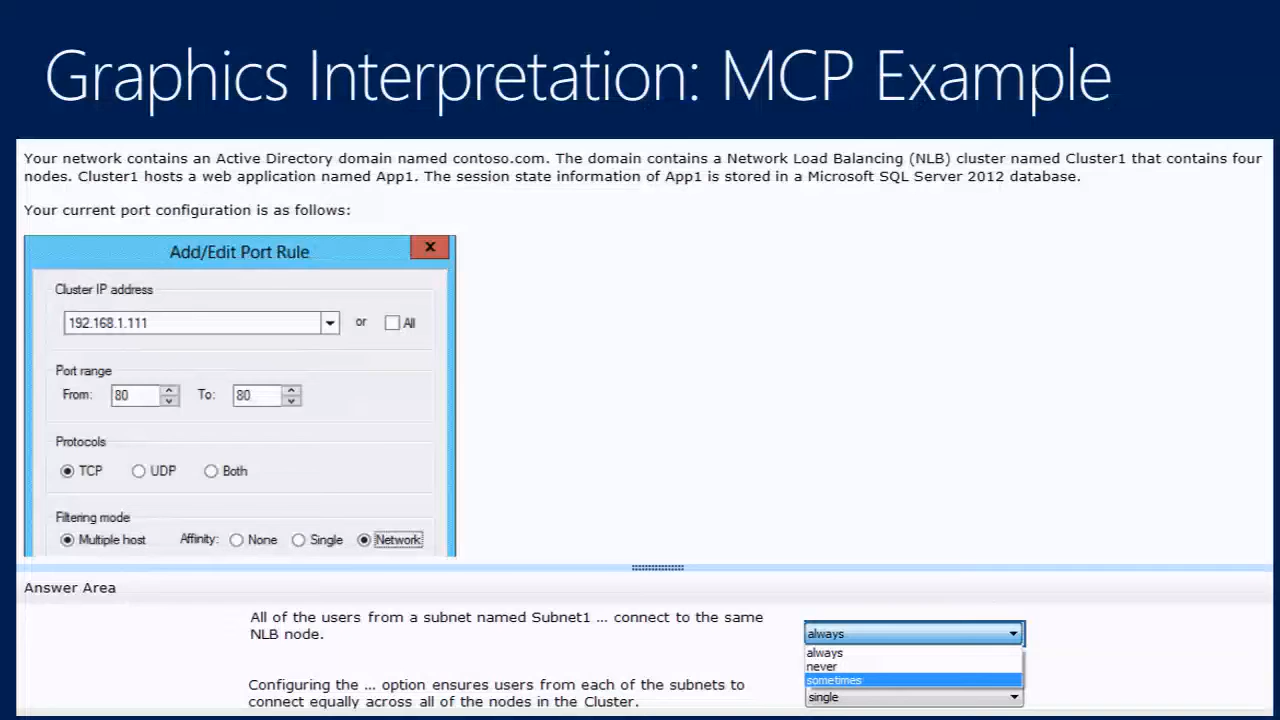 Graphics Interpretation: MCP Example
Your network contains an Active Directory domain named contoso.com. The domain contains a Network Load Balancing (NLB) cluster named Cluster1 that contains four
nodes. Cluster1 hosts a web application named App1. The session state information of App1 is stored in a Microsoft SQL Server 2012 database.
Your current port configuration is as follows:
Add/Edit Port Rule
X
Cluster IP address
192.168.1.111 or All
Port range
From: 80 To: 80
Protocols
TCP UDP Both
Filtering mode
Multiple host Affinity: None Single Network
Answer Area
All of the users from a subnet named Subnet1 ... connect to the same
NLB node.
always
always
never
sometimes
Configuring the ... option ensures users from each of the subnets to
connect equally across all of the nodes in the Cluster.
single